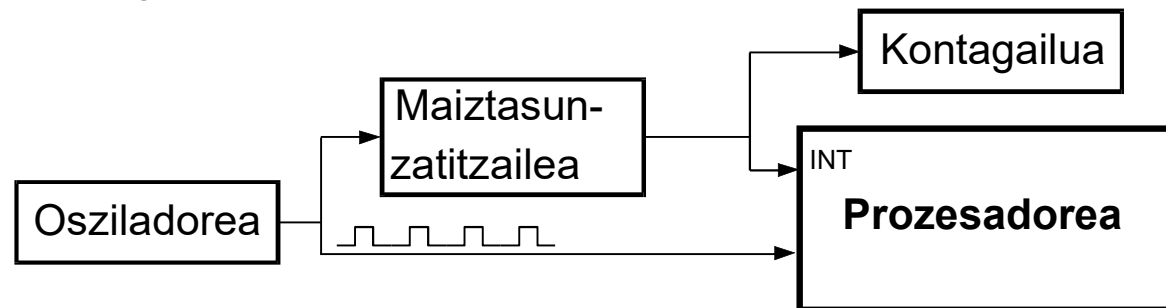 Kontagailua
Maiztasun-
zatitzailea
INT
Prozesadorea
Osziladorea